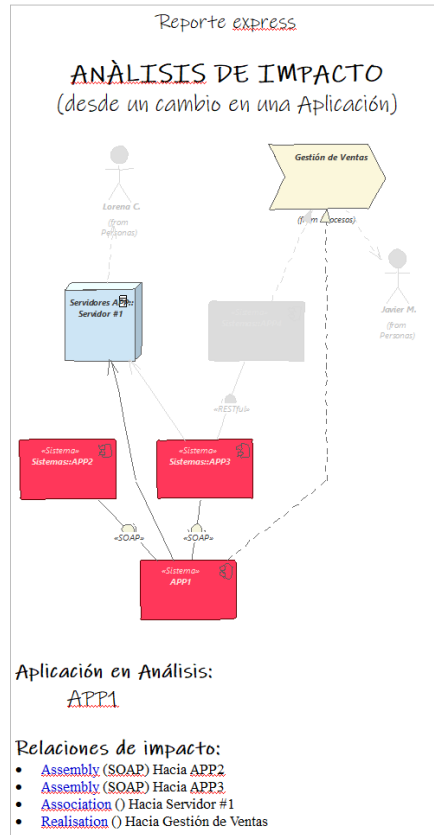 Reporte express
ANÀLISIS DE IMPACTO
(desde un cambio en una Aplicación)
Gestión de Ventas
Lorena C.
(from
Personas)
(from Procesos)
Servidores APP::
Servidor #1
Javier M.
(from
Personas)
«RESTful»
«Sistema»
Sistemas::APP2
«Sistema»
Sistemas::APP3
«SOAP»
«SOAP»
«Sistema»
APP1
Aplicación en Análisis:
APP1
Relaciones de impacto:
• Assembly (SOAP) Hacia APP2
• Assembly (SOAP) Hacia APP3
• Association () Hacia Servidor #1
• Realisation () Hacia Gestión de Ventas